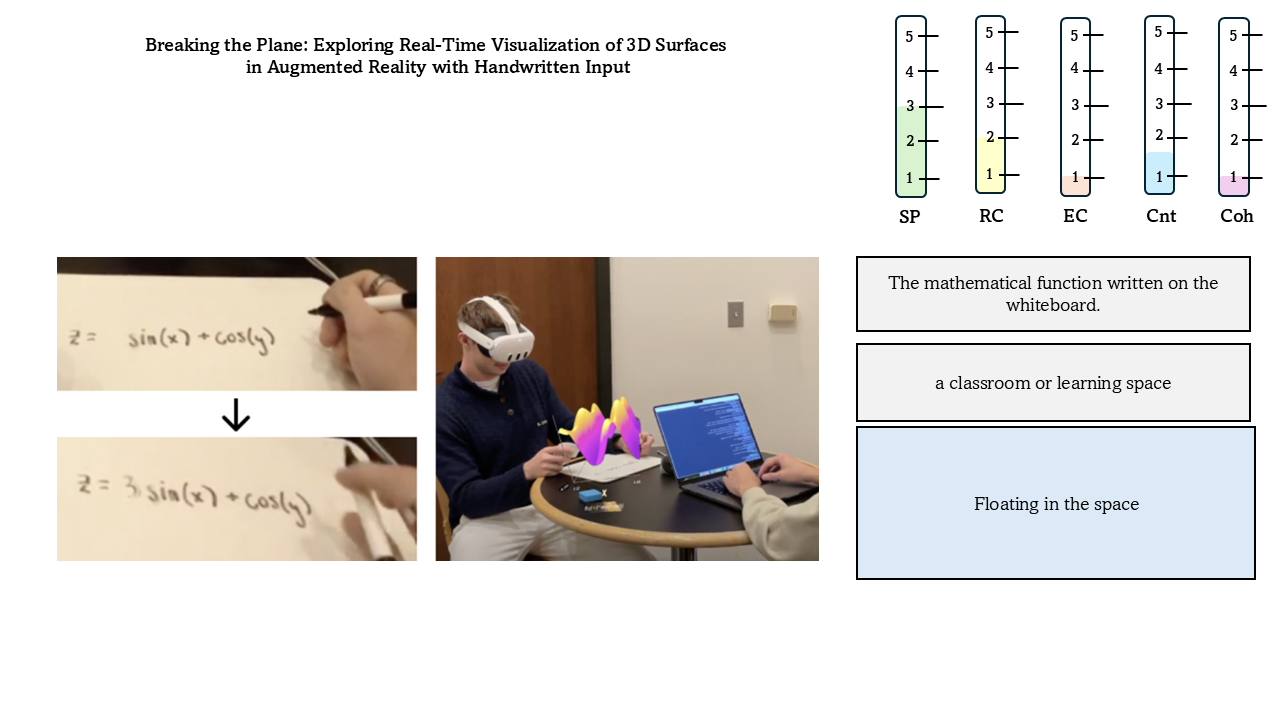 Breaking the Plane: Exploring Real-Time Visualization of 3D Surfaces
in Augmented Reality with Handwritten Input
5
4
3
2
1
SP
5
4
3
2
1
RC
5
4
3
2
1
EC
5
4
3
2
1
Cnt
5
4
3
2
1
Coh
z = sin(x) + cos(y)
z = 3 sin(x) + cos(y)
x
The mathematical function written on the
whiteboard.
a classroom or learning space
Floating in the space